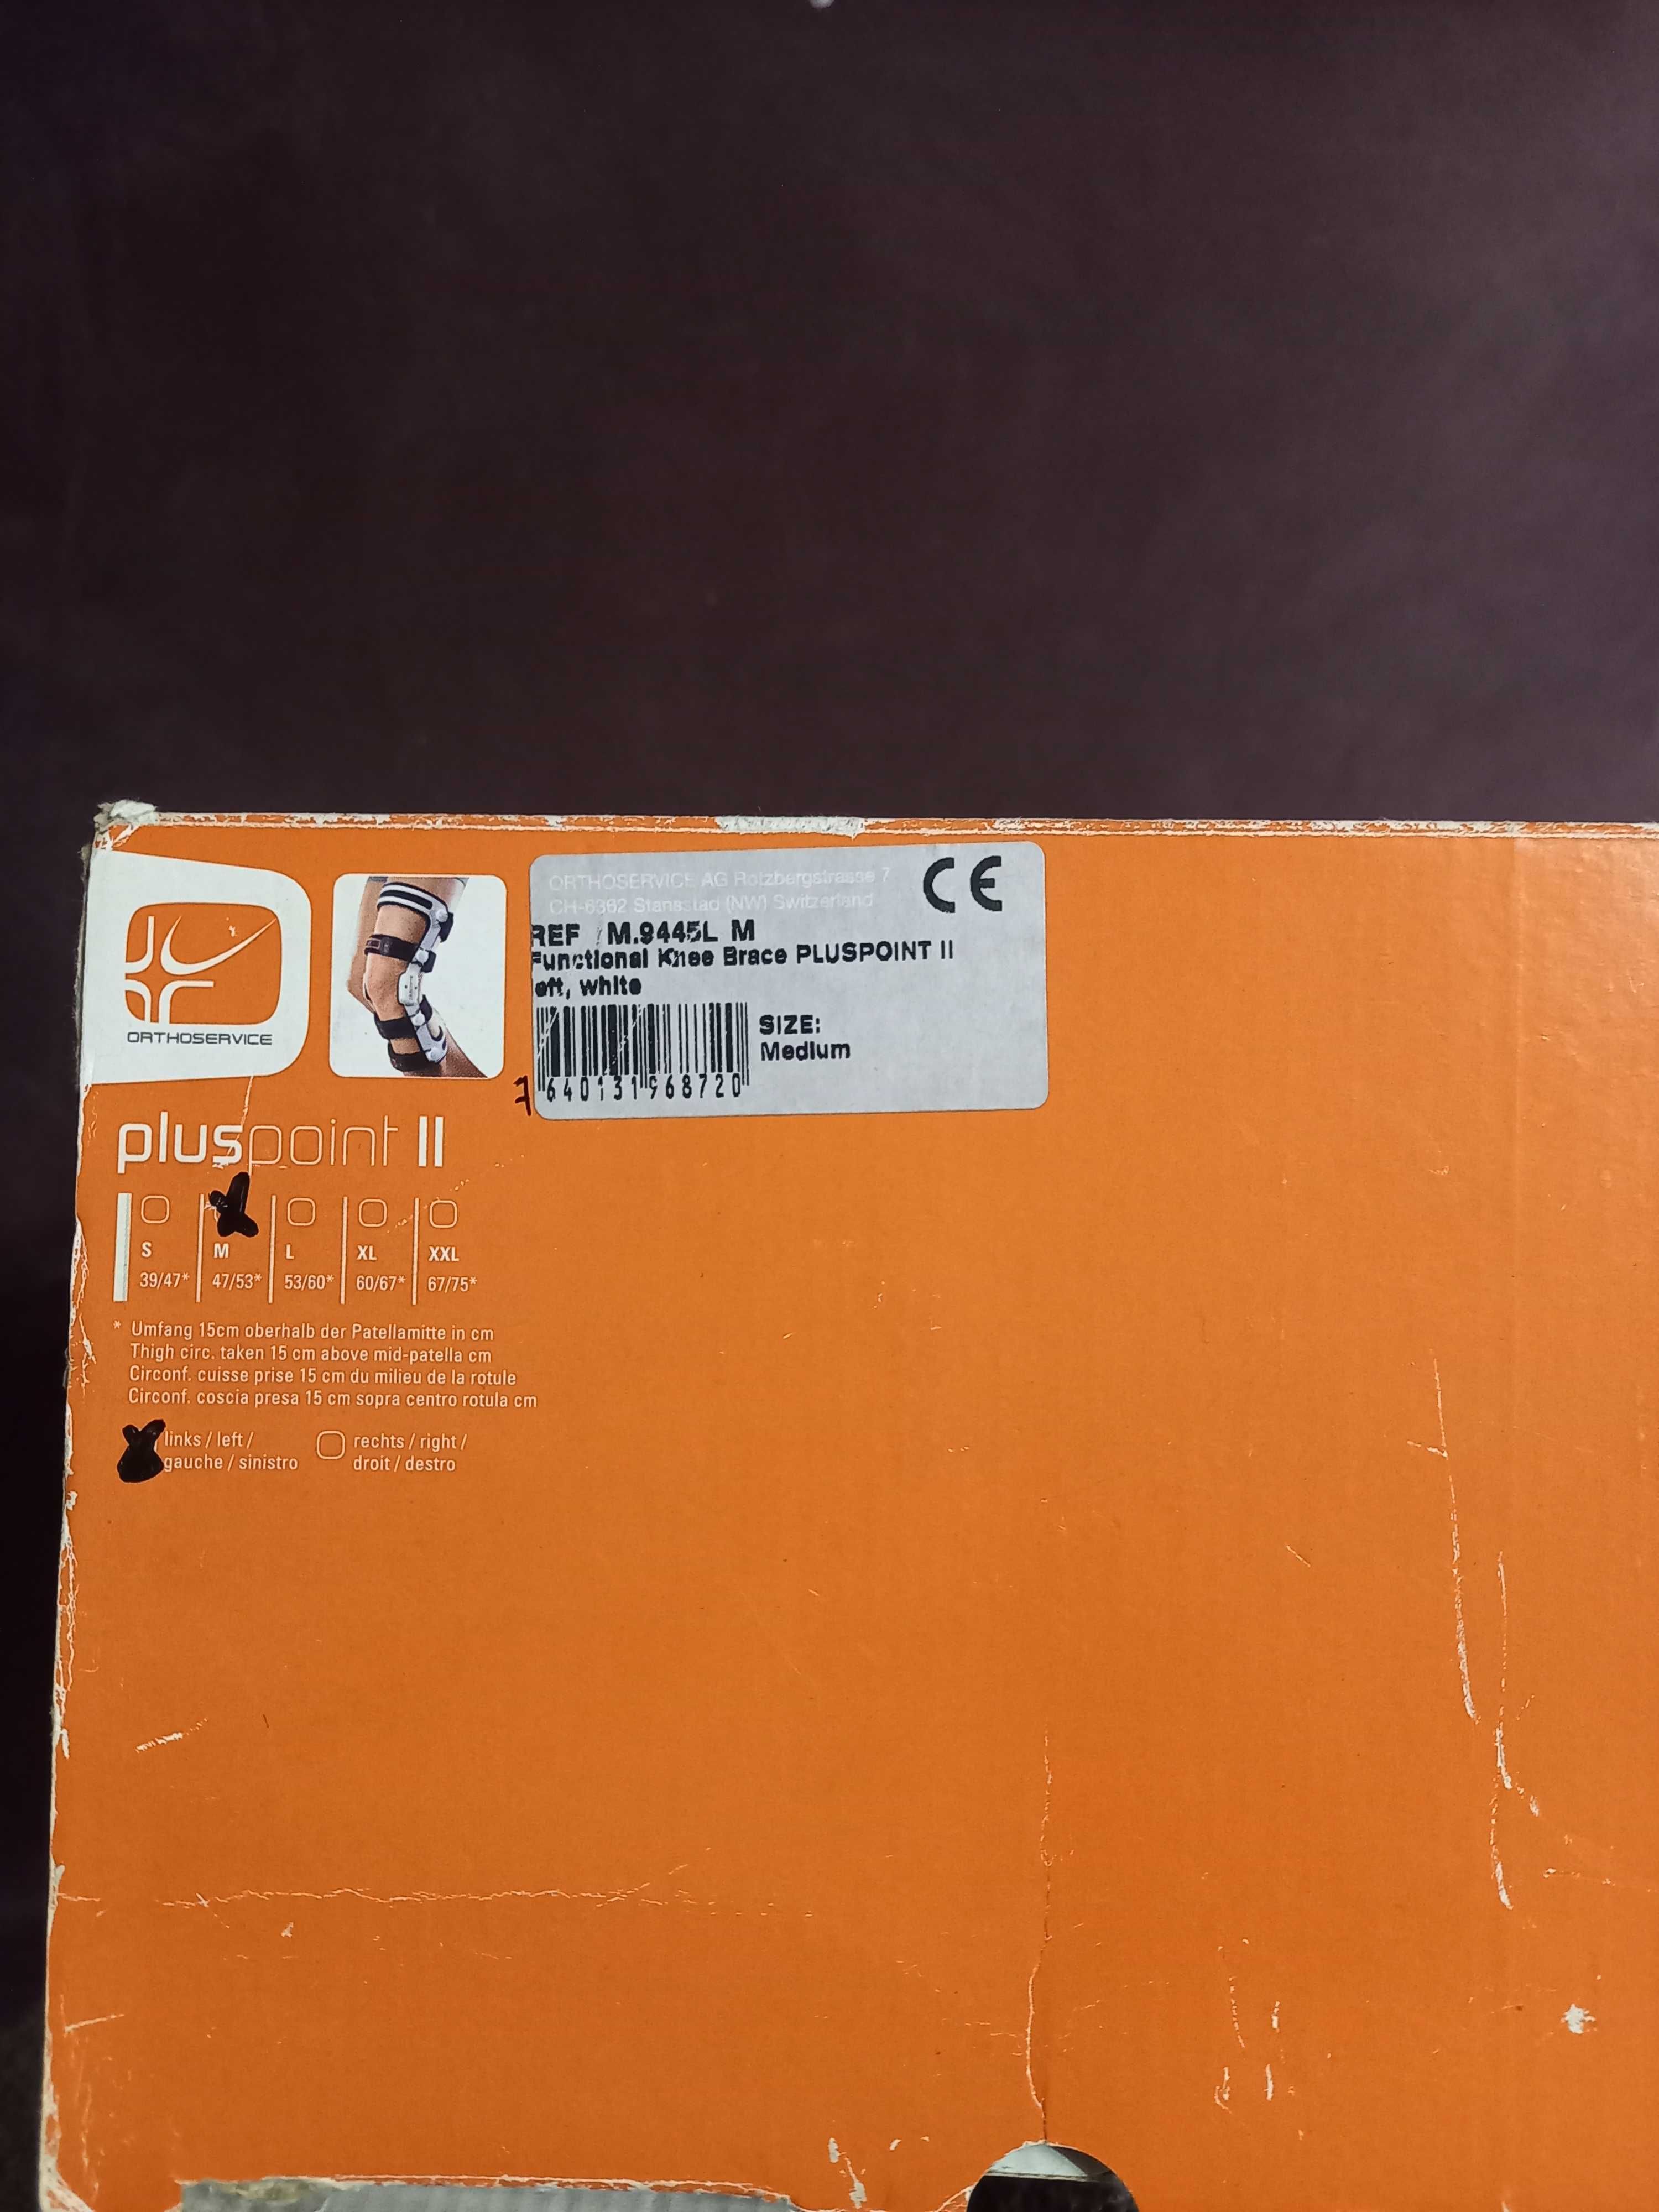 ORTHOSERVICE
ORTHOSERVICE AG Rotzbergstrasse 7
CH-6362 Stansstad (NW) Switzerland
CE
REF M.9445L M
Functional Knee Brace PLUSPOINT II
eft, white
SIZE:
Medium
7 640131 968720
pluspoint II
S M L XL XXL
39/47* 47/53* 53/60* 60/67* 67/75*
* Umfang 15cm oberhalb der Patellamitte in cm
Thigh circ. taken 15 cm above mid-patella cm
Circonf. cuisse prise 15 cm du milieu de la rotule
Circonf. coscia presa 15 cm sopra centro rotula cm
links / left /
gauche / sinistro
rechts / right /
droit / destro